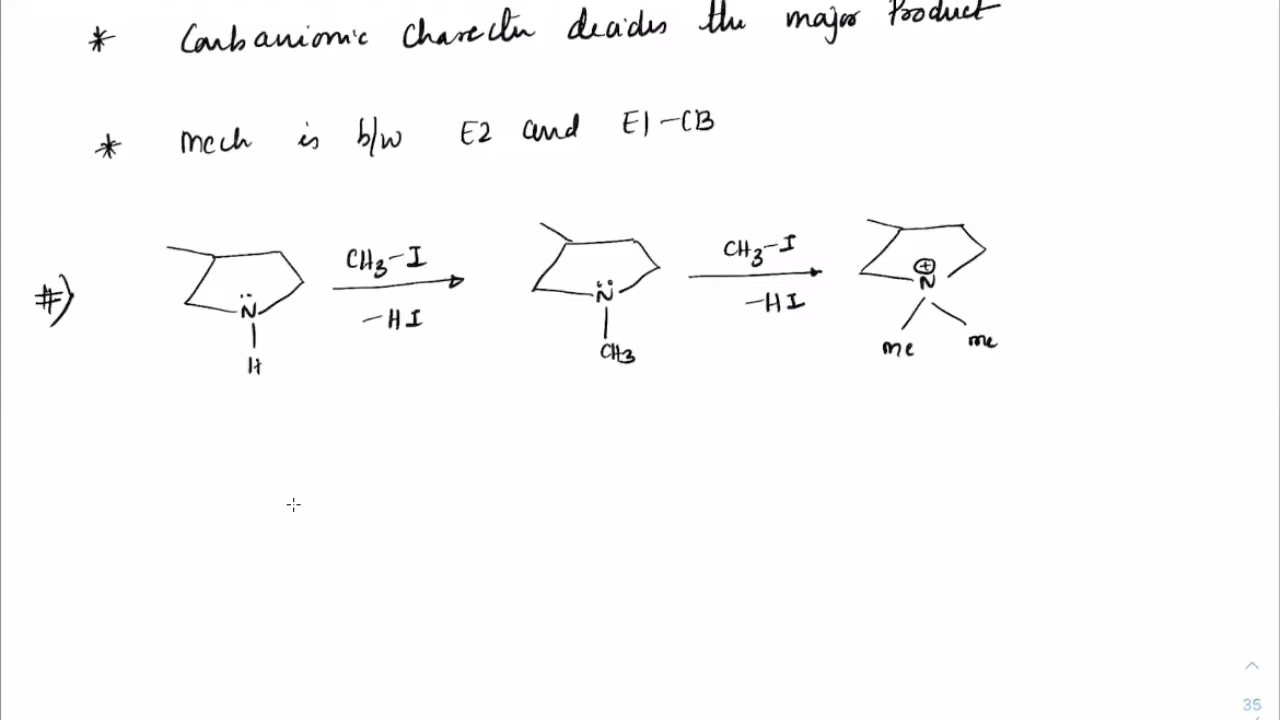 * Carbanionic Charecter decides the major Product
* Mech is b/w E2 and E1-CB
#) CH3-I CH3-I
-HI -HI
N N N ⊕
H CH3 me me
35